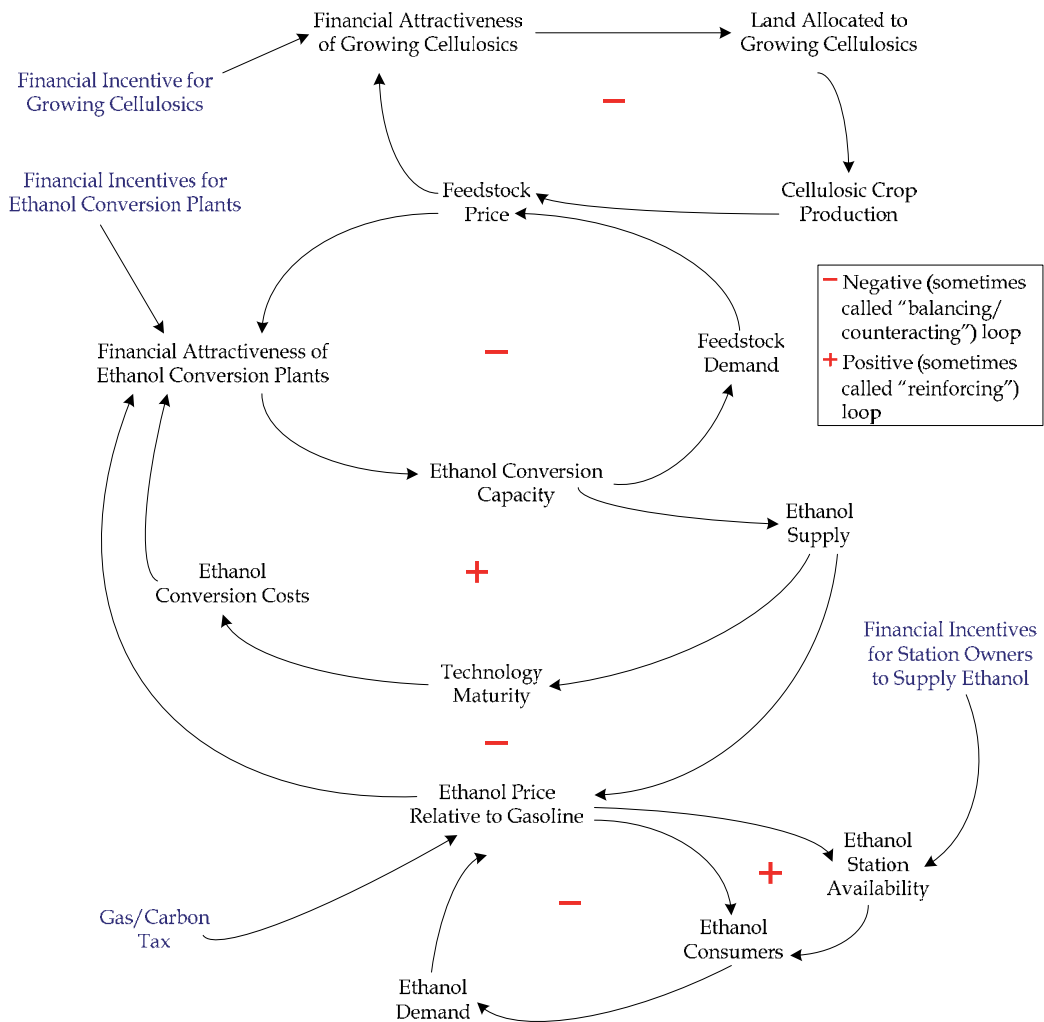 Financial Attractiveness
of Growing Cellulosics
Land Allocated to
Growing Cellulosics
Financial Incentive for
Growing Cellulosics
−
Financial Incentives for
Ethanol Conversion Plants
Feedstock
Price
Cellulosic Crop
Production
− Negative (sometimes
called “balancing/
counteracting”) loop
+ Positive (sometimes
called “reinforcing”)
loop
Financial Attractiveness of
Ethanol Conversion Plants
−
Feedstock
Demand
Ethanol Conversion
Capacity
Ethanol
Supply
Ethanol
Conversion Costs
+
Financial Incentives
for Station Owners
to Supply Ethanol
Technology
Maturity
−
Ethanol Price
Relative to Gasoline
Ethanol
Station
Availability
+
−
Gas/Carbon
Tax
Ethanol
Consumers
Ethanol
Demand